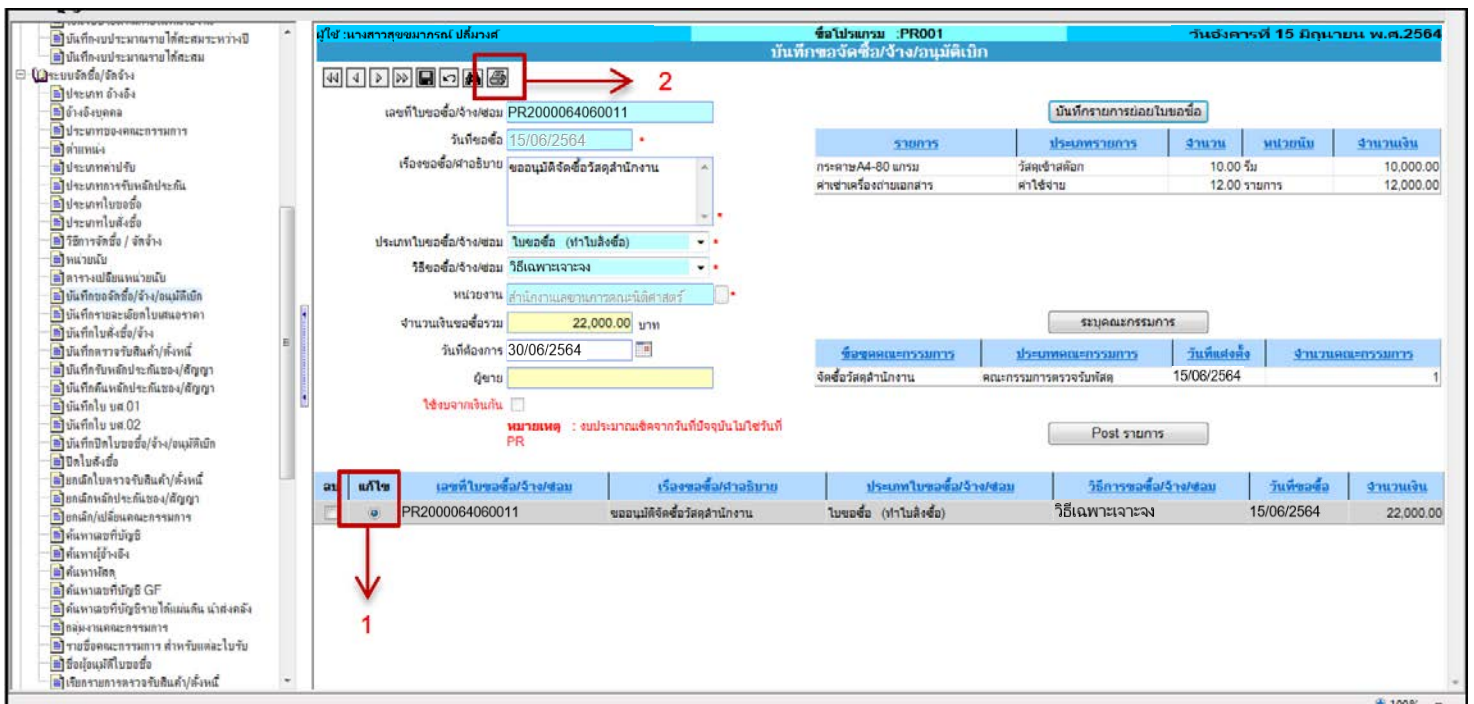 บันทึกงบประมาณรายได้สะสมระหว่างปี
บันทึกงบประมาณรายได้สะสม
ระบบจัดซื้อ/จัดจ้าง
ประเภท อ้างอิง
อ้างอิงบุคคล
ประเภทของคณะกรรมการ
ตำแหน่ง
ประเภทค่าปรับ
ประเภทการรับหลักประกัน
ประเภทใบขอซื้อ
ประเภทใบสั่งซื้อ
วิธีการจัดซื้อ / จัดจ้าง
หน่วยนับ
ตารางเปลี่ยนหน่วยนับ
บันทึกขอจัดซื้อ/จ้าง/อนุมัติเบิก
บันทึกรายละเอียดใบเสนอราคา
บันทึกใบสั่งซื้อ/จ้าง
บันทึกตรวจรับสินค้า/ตั้งหนี้
บันทึกรับหลักประกันซอง/สัญญา
บันทึกคืนหลักประกันซอง/สัญญา
บันทึกใบ บศ.01
บันทึกใบ บศ.02
บันทึกปิดใบขอซื้อ/จ้าง/อนุมัติเบิก
ปิดใบสั่งซื้อ
ยกเลิกใบตรวจรับสินค้า/ตั้งหนี้
ยกเลิกหลักประกันซอง/สัญญา
ยกเลิก/เปลี่ยนคณะกรรมการ
ค้นหาเลขที่บัญชี
ค้นหาผู้อ้างอิง
ค้นหาพัสดุ
ค้นหาเลขที่บัญชี GF
ค้นหาเลขที่บัญชีรายได้แผ่นดิน นำส่งคลัง
กลุ่มงานคณะกรรมการ
รายชื่อคณะกรรมการ สำหรับแต่ละใบรับ
ชื่อผู้อนุมัติใบขอซื้อ
เรียกรายการตรวจรับสินค้า/ตั้งหนี้
ผู้ใช้ :นางสาวสุขขมาภรณ์ ปลื้มวงศ์ ชื่อโปรแกรม :PR001 วันอังคารที่ 15 มิถุนายน พ.ศ.2564
บันทึกขอจัดซื้อ/จ้าง/อนุมัติเบิก
2
เลขที่ใบขอซื้อ/จ้าง/ซ่อม PR2000064060011 บันทึกรายการย่อยใบขอซื้อ
วันที่ขอซื้อ 15/06/2564 *
เรื่องขอซื้อ/คำอธิบาย ขออนุมัติจัดซื้อวัสดุสำนักงาน *
รายการ ประเภทรายการ จำนวน หน่วยนับ จำนวนเงิน
กระดาษA4-80 แกรม วัสดุเข้าสต๊อก 10.00 รีม 10,000.00
ค่าเช่าเครื่องถ่ายเอกสาร ค่าใช้จ่าย 12.00 รายการ 12,000.00
ประเภทใบขอซื้อ/จ้าง/ซ่อม ใบขอซื้อ (ทำใบสั่งซื้อ) *
วิธีขอซื้อ/จ้าง/ซ่อม วิธีเฉพาะเจาะจง *
หน่วยงาน สำนักงานเลขานุการคณะนิติศาสตร์ *
จำนวนเงินขอซื้อรวม 22,000.00 บาท ระบุคณะกรรมการ
วันที่ต้องการ 30/06/2564
ผู้ขาย
ชื่อชุดคณะกรรมการ ประเภทคณะกรรมการ วันที่แต่งตั้ง จำนวนคณะกรรมการ
จัดซื้อวัสดุสำนักงาน คณะกรรมการตรวจรับพัสดุ 15/06/2564 1
ใช้งบจากเงินกัน
หมายเหตุ : งบประมาณเช็คจากวันที่ปัจจุบันไม่ใช่วันที่
PR
Post รายการ
ลบ แก้ไข เลขที่ใบขอซื้อ/จ้าง/ซ่อม เรื่องขอซื้อ/คำอธิบาย ประเภทใบขอซื้อ/จ้าง/ซ่อม วิธีการขอซื้อ/จ้าง/ซ่อม วันที่ขอซื้อ จำนวนเงิน
PR2000064060011 ขออนุมัติจัดซื้อวัสดุสำนักงาน ใบขอซื้อ (ทำใบสั่งซื้อ) วิธีเฉพาะเจาะจง 15/06/2564 22,000.00
1